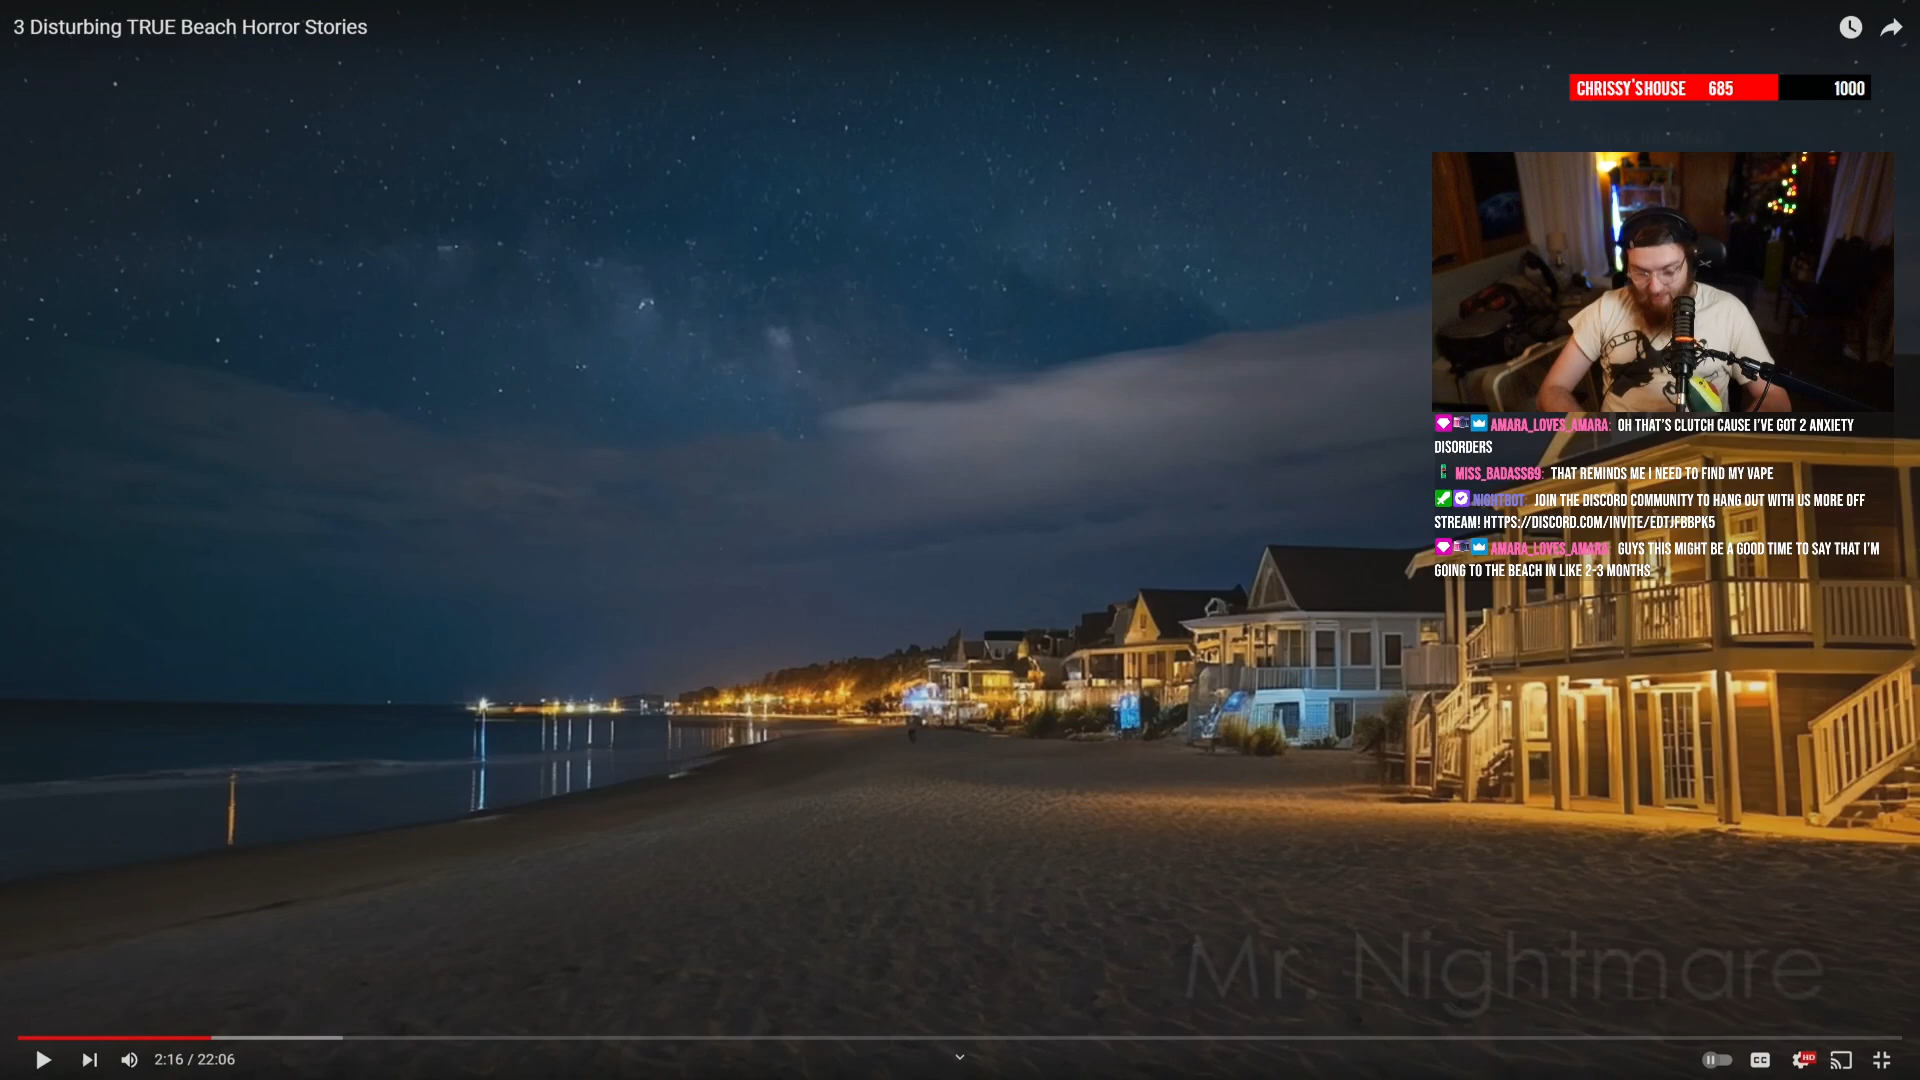 3 Disturbing TRUE Beach Horror Stories
CHRISSY'S HOUSE 685 1000
AMARA_LOVES_AMARA: OH THAT'S CLUTCH CAUSE I'VE GOT 2 ANXIETY
DISORDERS
MISS_BADASS69: THAT REMINDS ME I NEED TO FIND MY VAPE
NIGHTBOT: JOIN THE DISCORD COMMUNITY TO HANG OUT WITH US MORE OFF
STREAM! HTTPS://DISCORD.COM/INVITE/EDTJFBBPK5
AMARA_LOVES_AMARA: GUYS THIS MIGHT BE A GOOD TIME TO SAY THAT I'M
GOING TO THE BEACH IN LIKE 2-3 MONTHS
Mr. Nightmare
2:16 / 22:06
CC
HD